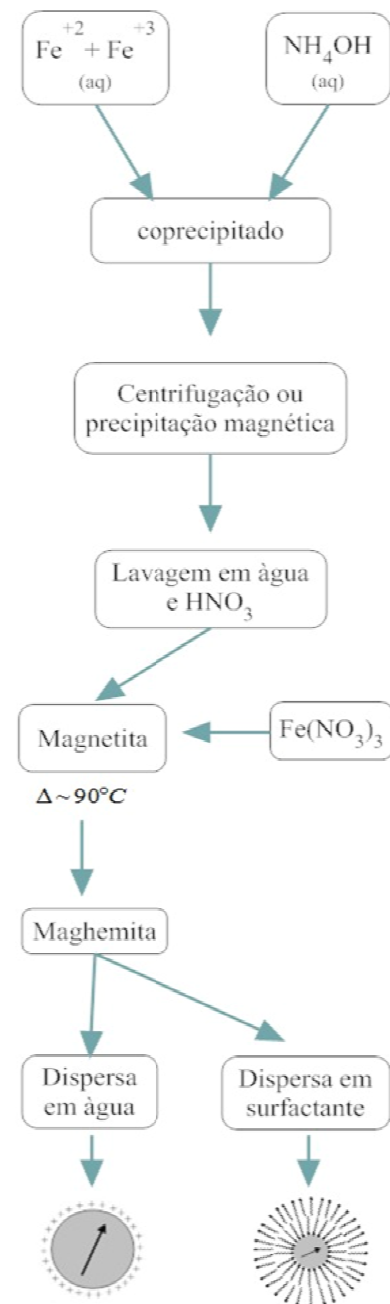 Fe⁺² + Fe⁺³
(aq)
NH₄OH
(aq)
coprecipitado
Centrifugação ou
precipitação magnética
Lavagem em àgua
e HNO₃
Magnetita
Fe(NO₃)₃
Δ~90°C
Maghemita
Dispersa
em àgua
Dispersa em
surfactante